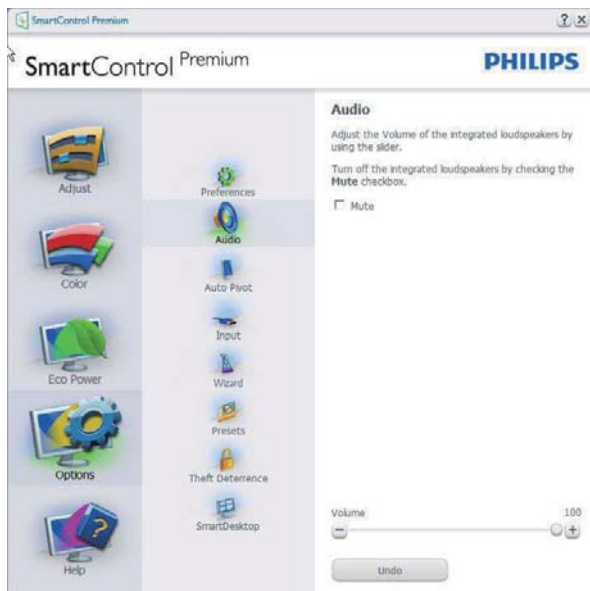 SmartControl Premium
SmartControl Premium
PHILIPS
Adjust
Color
Eco Power
Options
Help
Preferences
Audio
Auto Pivot
Input
Wizard
Presets
Theft Deterrence
SmartDesktop
Audio
Adjust the Volume of the integrated loudspeakers by
using the slider.
Turn off the integrated loudspeakers by checking the
Mute checkbox.
Mute
Volume 100
Undo